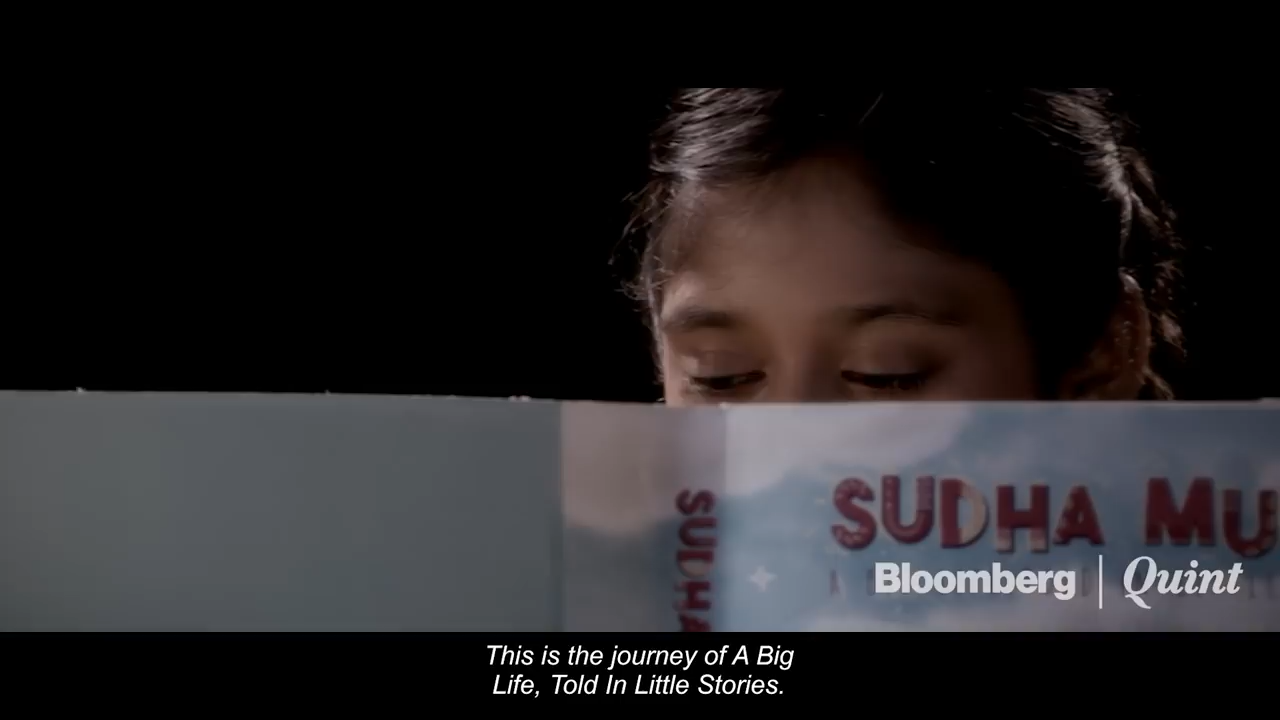 SUDHA
SUDHA MU
Bloomberg | Quint
This is the journey of A Big
Life, Told In Little Stories.